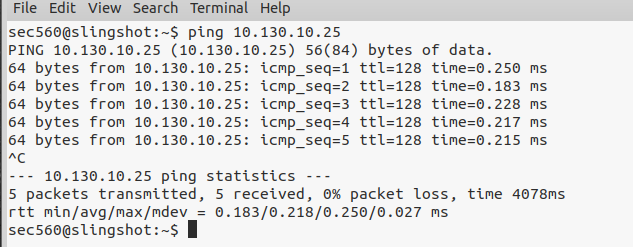 File Edit View Search Terminal Help
sec560@slingshot:~$ ping 10.130.10.25
PING 10.130.10.25 (10.130.10.25) 56(84) bytes of data.
64 bytes from 10.130.10.25: icmp_seq=1 ttl=128 time=0.250 ms
64 bytes from 10.130.10.25: icmp_seq=2 ttl=128 time=0.183 ms
64 bytes from 10.130.10.25: icmp_seq=3 ttl=128 time=0.228 ms
64 bytes from 10.130.10.25: icmp_seq=4 ttl=128 time=0.217 ms
64 bytes from 10.130.10.25: icmp_seq=5 ttl=128 time=0.215 ms
^C
--- 10.130.10.25 ping statistics ---
5 packets transmitted, 5 received, 0% packet loss, time 4078ms
rtt min/avg/max/mdev = 0.183/0.218/0.250/0.027 ms
sec560@slingshot:~$